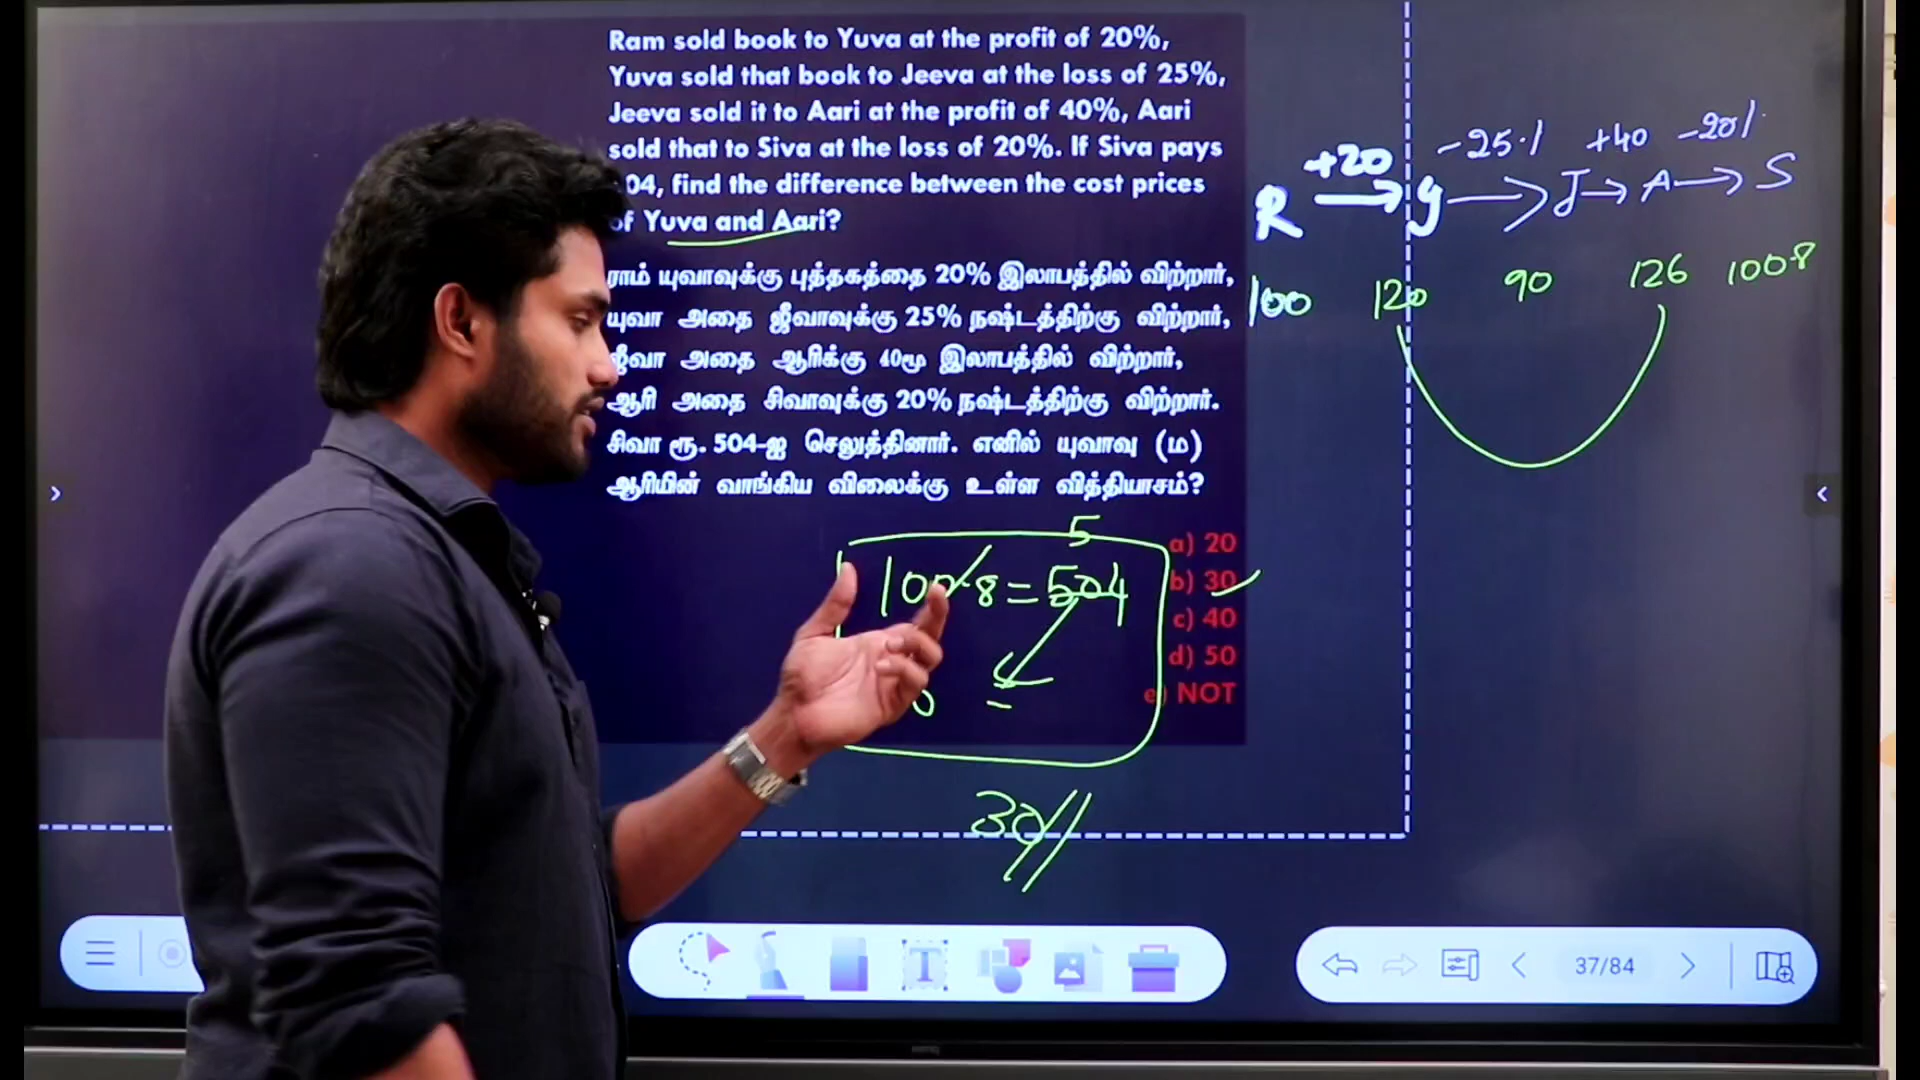 Ram sold book to Yuva at the profit of 20%,
Yuva sold that book to Jeeva at the loss of 25%,
Jeeva sold it to Aari at the profit of 40%, Aari
sold that to Siva at the loss of 20%. If Siva pays
04, find the difference between the cost prices
of Yuva and Aari?
ராம் யுவாவுக்கு புத்தகத்தை 20% இலாபத்தில் விற்றார்,
யுவா அதை ஜீவாவுக்கு 25% நஷ்டத்திற்கு விற்றார்,
ஜீவா அதை ஆரிக்கு 40மூ இலாபத்தில் விற்றார்,
ஆரி அதை சிவாவுக்கு 20% நஷ்டத்திற்கு விற்றார்.
சிவா ரூ. 504-ஐ செலுத்தினார். எனில் யுவாவு (ம)
ஆரியின் வாங்கிய விலைக்கு உள்ள வித்தியாசம்?
a) 20
b) 30
c) 40
d) 50
e) NOT
5
100.8 = 504
30
+20 -25% +40 -20%
R → Y → J → A → S
100 120 90 126 100.8
T
37/84